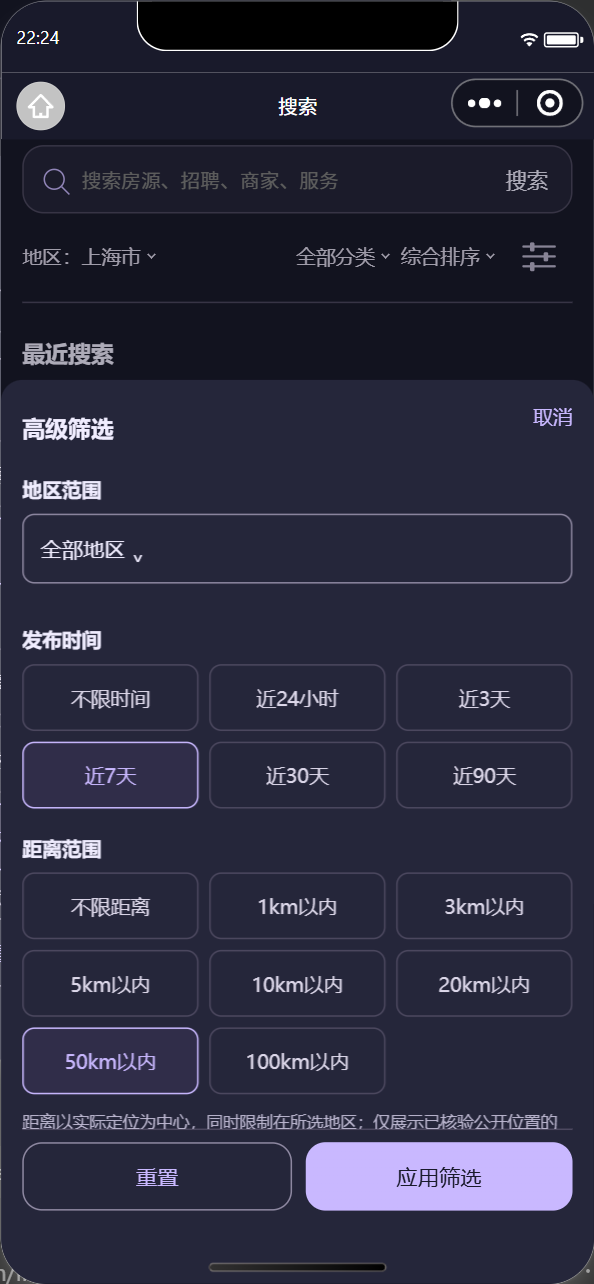 22:24
搜索
搜索房源、招聘、商家、服务 搜索
地区：上海市 全部分类 综合排序
最近搜索
高级筛选 取消
地区范围
全部地区
发布时间
不限时间 近24小时 近3天
近7天 近30天 近90天
距离范围
不限距离 1km以内 3km以内
5km以内 10km以内 20km以内
50km以内 100km以内
距离以实际定位为中心，同时限制在所选地区；仅展示已核验公开位置的
重置 应用筛选